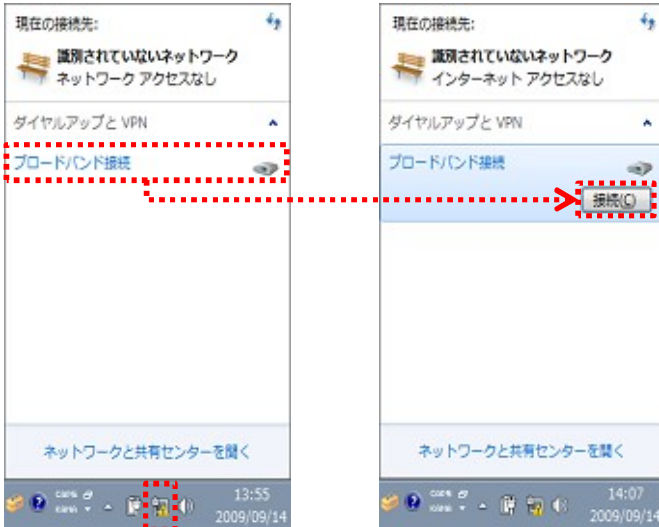 現在の接続先:
識別されていないネットワーク
ネットワーク アクセスなし
ダイヤルアップと VPN
ブロードバンド接続
ネットワークと共有センターを開く
CAPS
KANA
13:55
2009/09/14
現在の接続先:
識別されていないネットワーク
インターネット アクセスなし
ダイヤルアップと VPN
ブロードバンド接続
接続(C)
ネットワークと共有センターを開く
CAPS
KANA
14:07
2009/09/14